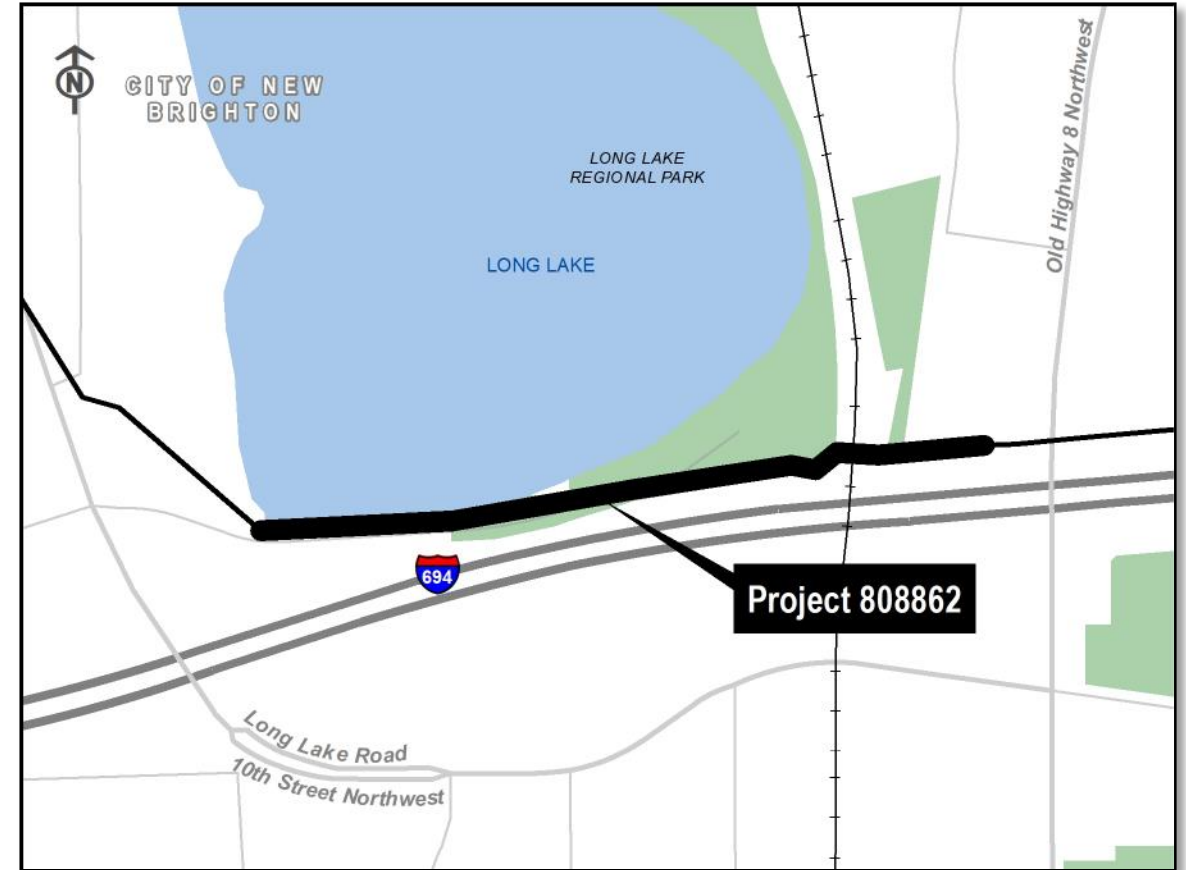 N
CITY OF NEW
BRIGHTON
LONG LAKE
REGIONAL PARK
Old Highway 8 Northwest
LONG LAKE
694
Project 808862
Long Lake Road
10th Street Northwest